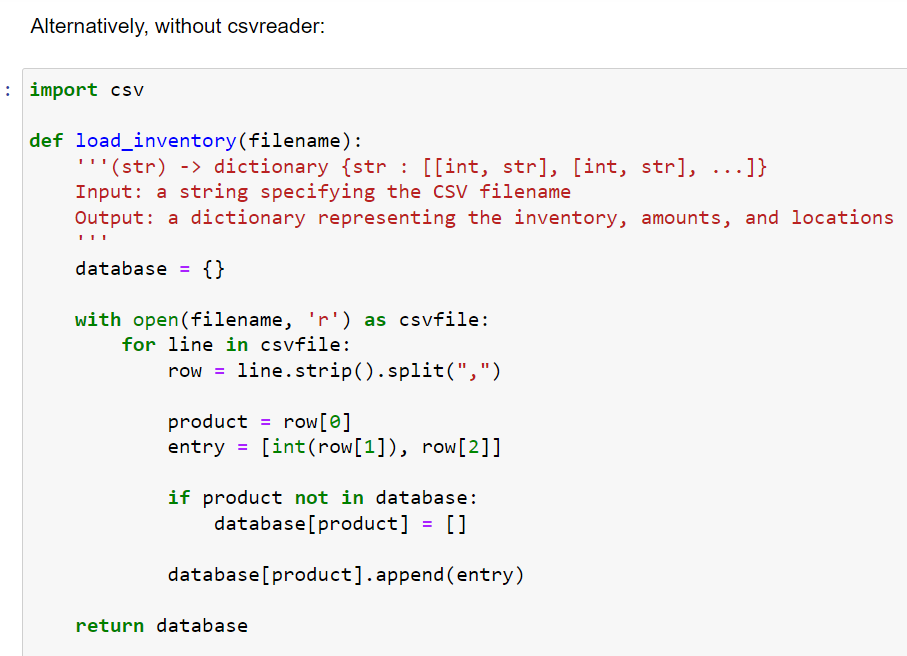 Alternatively, without csvreader:
:
import csv
def load_inventory(filename):
'''(str) -> dictionary {str : [[int, str], [int, str], ...]}
Input: a string specifying the CSV filename
Output: a dictionary representing the inventory, amounts, and locations
'''
database = {}
with open(filename, 'r') as csvfile:
for line in csvfile:
row = line.strip().split(",")
product = row[0]
entry = [int(row[1]), row[2]]
if product not in database:
database[product] = []
database[product].append(entry)
return database